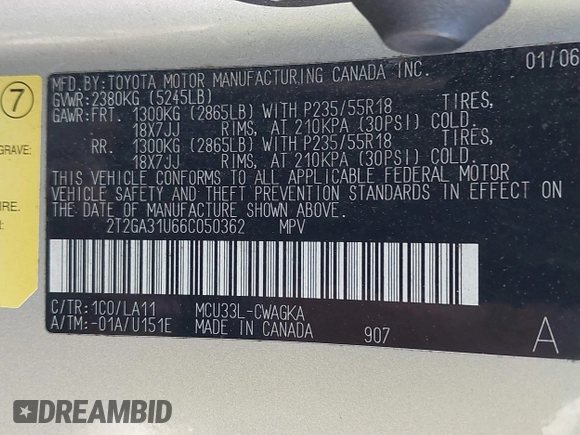 01/06
MFD. BY: TOYOTA MOTOR MANUFACTURING CANADA INC.
GVWR: 2380KG (5245LB)
GAWR: FRT. 1300KG (2865LB) WITH P235/55R18 TIRES,
18X7JJ RIMS, AT 210KPA (30PSI) COLD.
RR. 1300KG (2865LB) WITH P235/55R18 TIRES,
18X7JJ RIMS, AT 210KPA (30PSI) COLD.
THIS VEHICLE CONFORMS TO ALL APPLICABLE FEDERAL MOTOR
VEHICLE SAFETY AND THEFT PREVENTION STANDARDS IN EFFECT ON
THE DATE OF MANUFACTURE SHOWN ABOVE.
2T2GA31U66C050362 MPV
C/TR: 1C0/LA11 MCU33L-CWAGKA
A/TM: -01A/U151E MADE IN CANADA 907 A
7
GRAVE:
URE.
DREAMBID